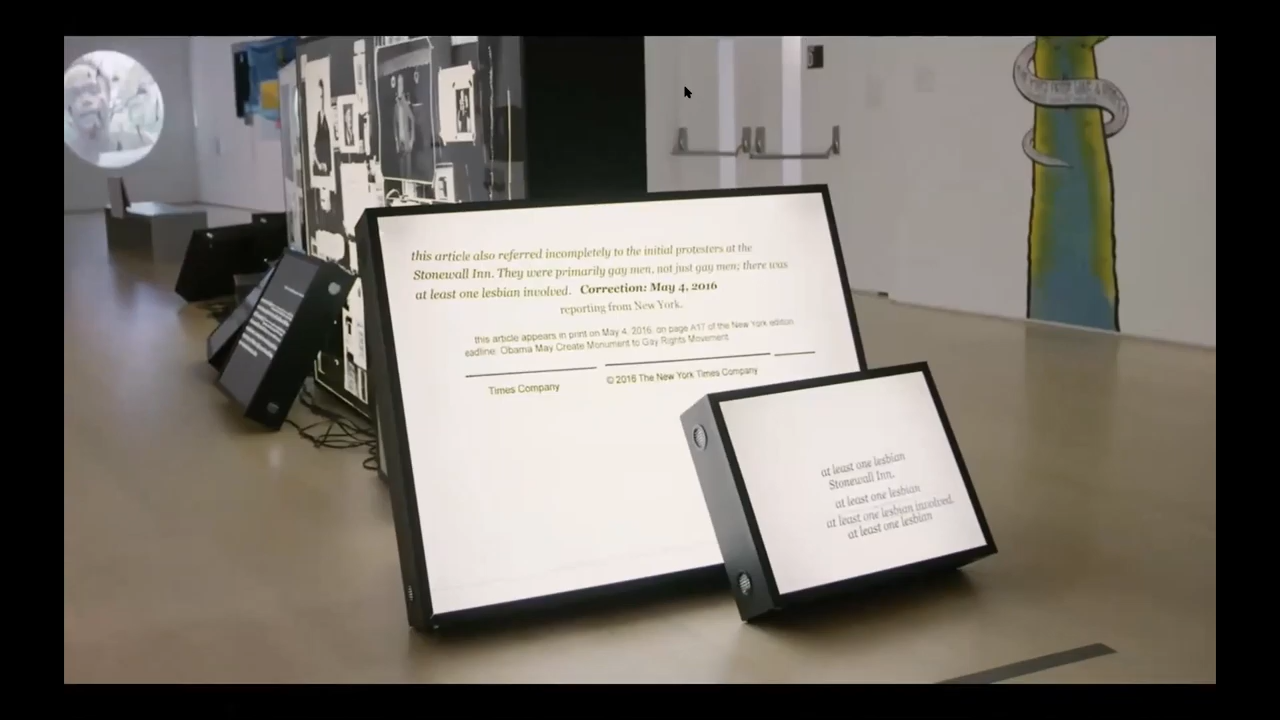 this article also referred incompletely to the initial protesters at the
Stonewall Inn. They were primarily gay men, not just gay men; there was
at least one lesbian involved. Correction: May 4, 2016
reporting from New York.
this article appears in print on May 4, 2016, on page A17 of the New York edition
eadline: Obama May Create Monument to Gay Rights Movement
Times Company
© 2016 The New York Times Company
at least one lesbian
Stonewall Inn.
at least one lesbian
at least one lesbian involved.
at least one lesbian